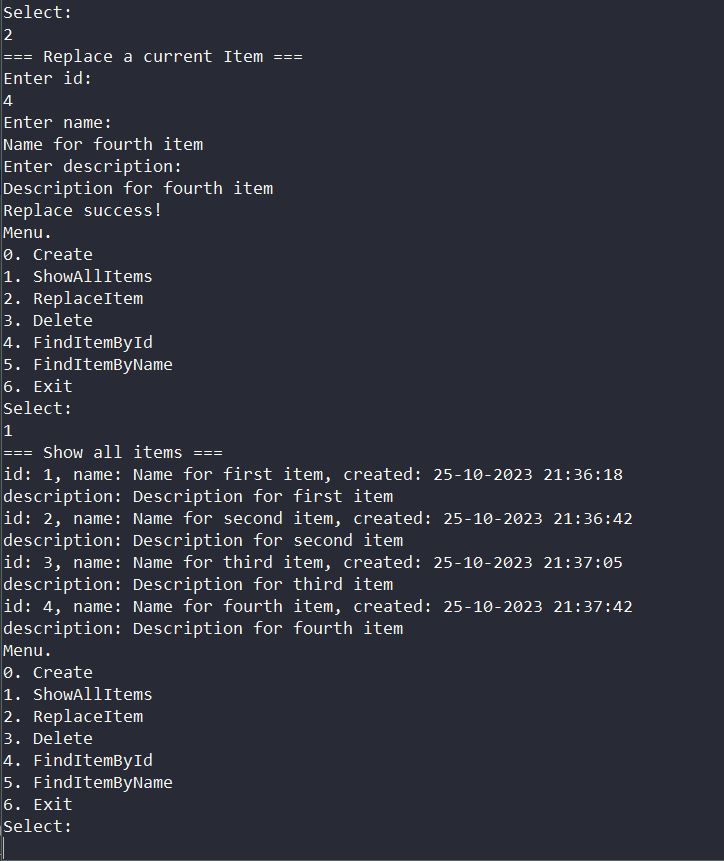 Select:
2
=== Replace a current Item ===
Enter id:
4
Enter name:
Name for fourth item
Enter description:
Description for fourth item
Replace success!
Menu.
0. Create
1. ShowAllItems
2. ReplaceItem
3. Delete
4. FindItemById
5. FindItemByName
6. Exit
Select:
1
=== Show all items ===
id: 1, name: Name for first item, created: 25-10-2023 21:36:18
description: Description for first item
id: 2, name: Name for second item, created: 25-10-2023 21:36:42
description: Description for second item
id: 3, name: Name for third item, created: 25-10-2023 21:37:05
description: Description for third item
id: 4, name: Name for fourth item, created: 25-10-2023 21:37:42
description: Description for fourth item
Menu.
0. Create
1. ShowAllItems
2. ReplaceItem
3. Delete
4. FindItemById
5. FindItemByName
6. Exit
Select: